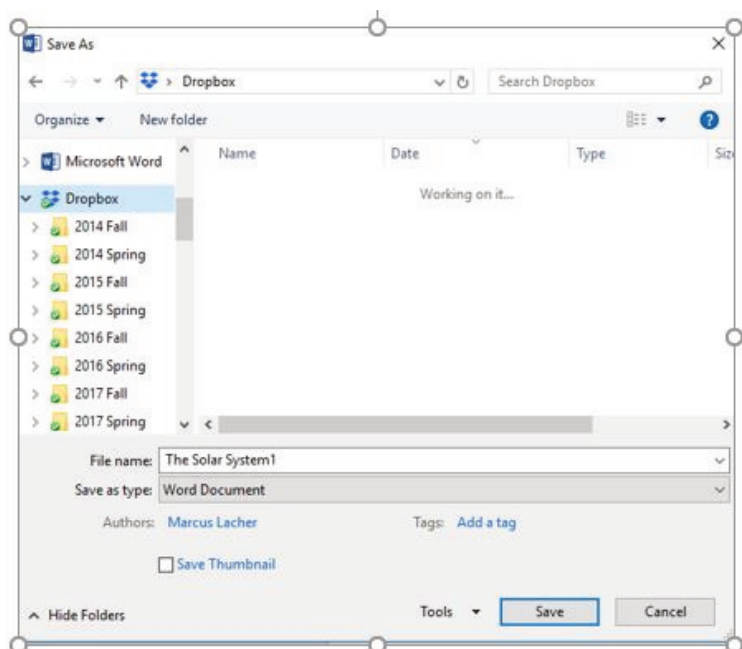 Save As
Dropbox Search Dropbox
Organize New folder
Name Date Type Siz
Microsoft Word
Working on it...
Dropbox
2014 Fall
2014 Spring
2015 Fall
2015 Spring
2016 Fall
2016 Spring
2017 Fall
2017 Spring
File name: The Solar System1
Save as type: Word Document
Authors: Marcus Lacher Tags: Add a tag
Save Thumbnail
Hide Folders Tools Save Cancel